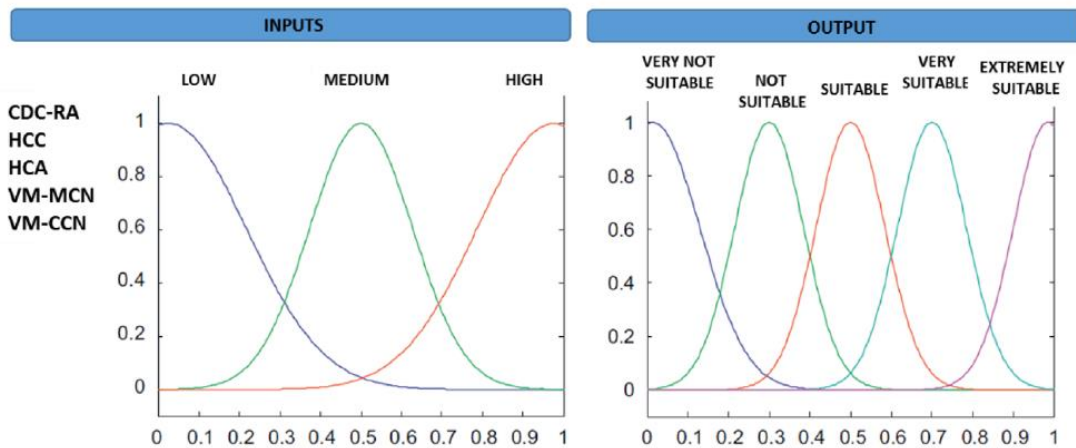 INPUTS
LOW MEDIUM HIGH
CDC-RA
HCC
HCA
VM-MCN
VM-CCN
1
0.8
0.6
0.4
0.2
0
0 0.1 0.2 0.3 0.4 0.5 0.6 0.7 0.8 0.9 1
OUTPUT
VERY NOT
SUITABLE
NOT
SUITABLE
SUITABLE
VERY
SUITABLE
EXTREMELY
SUITABLE
1
0.8
0.6
0.4
0.2
0
0 0.1 0.2 0.3 0.4 0.5 0.6 0.7 0.8 0.9 1